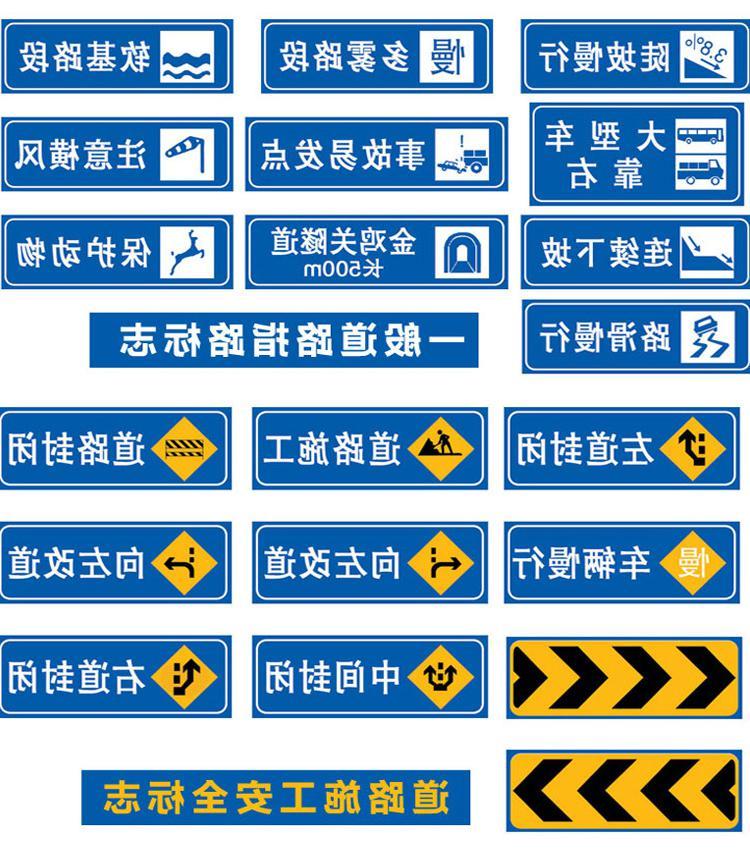 3.8%
陡坡慢行
慢
多雾路段
软基路段
大型车
靠右
事故易发点
注意横风
连续下坡
金鸡关隧道
长500m
保护动物
路滑慢行
一般道路指路标志
左道封闭
道路施工
道路封闭
慢
车辆慢行
向左改道
向左改道
中间封闭
右道封闭
道路施工安全标志